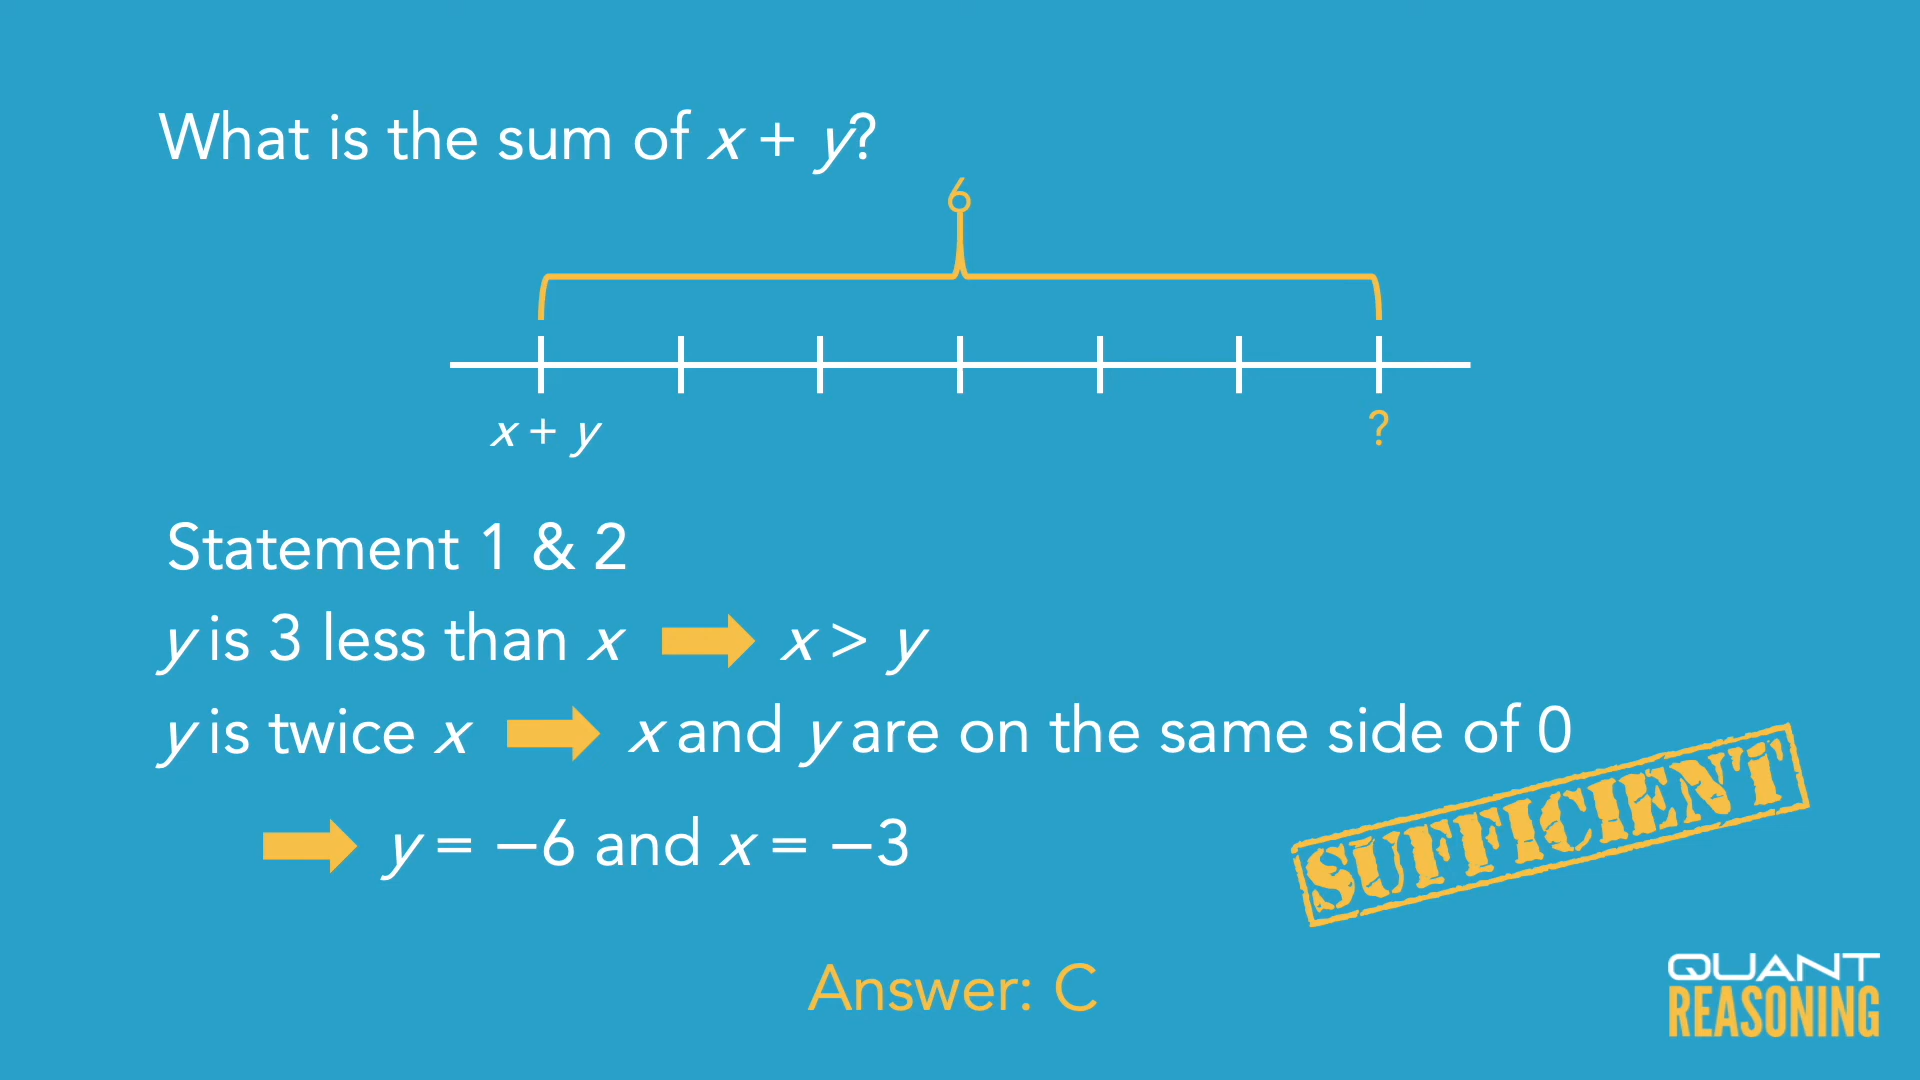 What is the sum of x + y?
6
x + y
?
Statement 1 & 2
y is 3 less than x x > y
y is twice x x and y are on the same side of 0
y = −6 and x = −3
SUFFICIENT
Answer: C
QUANT
REASONING